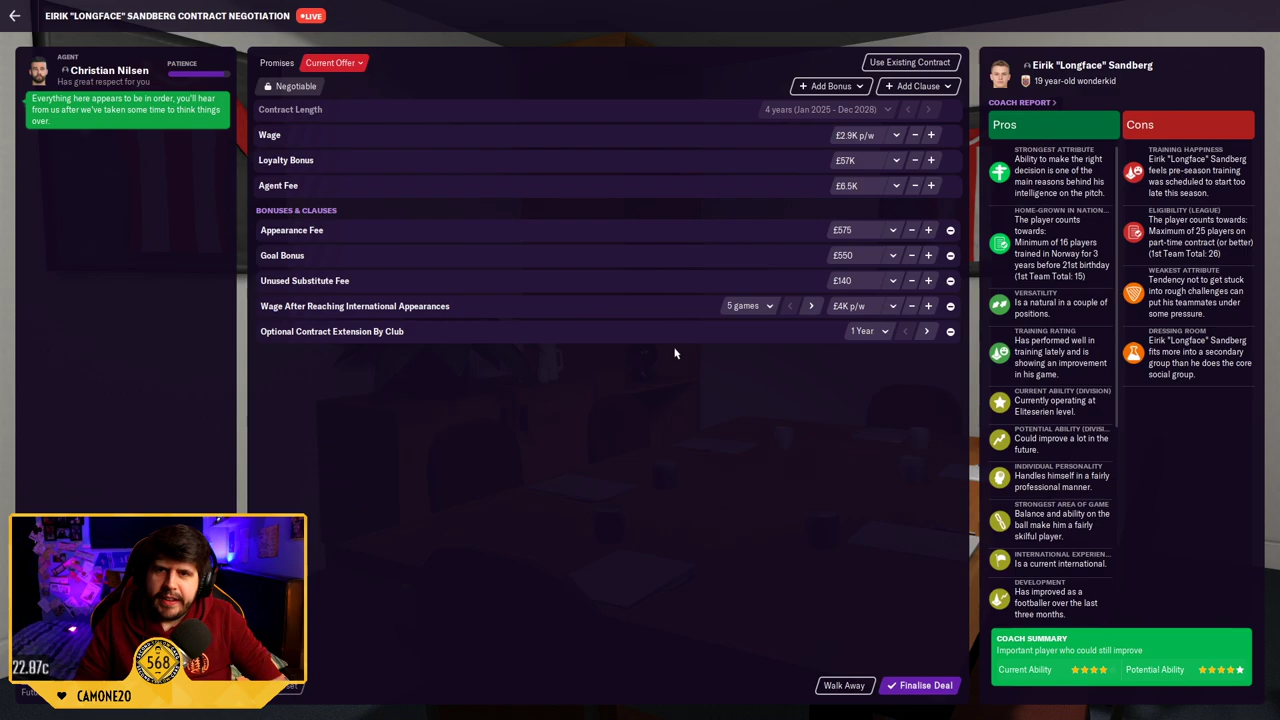 EIRIK "LONGFACE" SANDBERG CONTRACT NEGOTIATION
LIVE
AGENT
Christian Nilsen
Has great respect for you
PATIENCE
Everything here appears to be in order, you'll hear
from us after we've taken some time to think things
over.
Promises
Current Offer
Use Existing Contract
Negotiable
Add Bonus
Add Clause
Contract Length
4 years (Jan 2025 - Dec 2028)
Wage
£2.9K p/w
Loyalty Bonus
£57K
Agent Fee
£6.5K
BONUSES & CLAUSES
Appearance Fee
£575
Goal Bonus
£550
Unused Substitute Fee
£140
Wage After Reaching International Appearances
5 games
£4K p/w
Optional Contract Extension By Club
1 Year
Walk Away
Finalise Deal
Eirik "Longface" Sandberg
19 year-old wonderkid
COACH REPORT
Pros
STRONGEST ATTRIBUTE
Ability to make the right
decision is one of the
main reasons behind his
instincts on the pitch.
HOME-GROWN IN NATION...
The player counts
towards:
Minimum of 16 players
trained in Norway for 3
years before 21st birthday
(1st Team Total: 15)
VERSATILITY
Is a natural in a couple of
positions.
TRAINING RATING
Has performed well in
training lately and is
showing an improvement
in his game.
CURRENT ABILITY (DIVISION)
Currently operating at
Eliteserien level.
POTENTIAL ABILITY (DIVISI...
Could improve a lot in the
future.
INDIVIDUAL PERSONALITY
Handles himself in a fairly
professional manner.
STRONGEST AREA OF GAME
Balance and ability on the
ball make him a fairly
skilful player.
INTERNATIONAL EXPERIEN...
Is a current international.
DEVELOPMENT
Has improved as a
footballer over the last
three months.
Cons
TRAINING HAPPINESS
Eirik "Longface" Sandberg
feels pre-season training
was scheduled to start too
late this season.
ELIGIBILITY (LEAGUE)
The player counts towards:
Maximum of 25 players on
part-time contract (or better)
(1st Team Total: 26)
WEAKEST ATTRIBUTE
Tendency not to get stuck
into rough challenges can
put his teammates under
some pressure.
DRESSING ROOM
Eirik "Longface" Sandberg
fits more into a secondary
group than he does the core
social group.
COACH SUMMARY
Important player who could still improve
Current Ability
Potential Ability
22.87c
568
CAMONE20